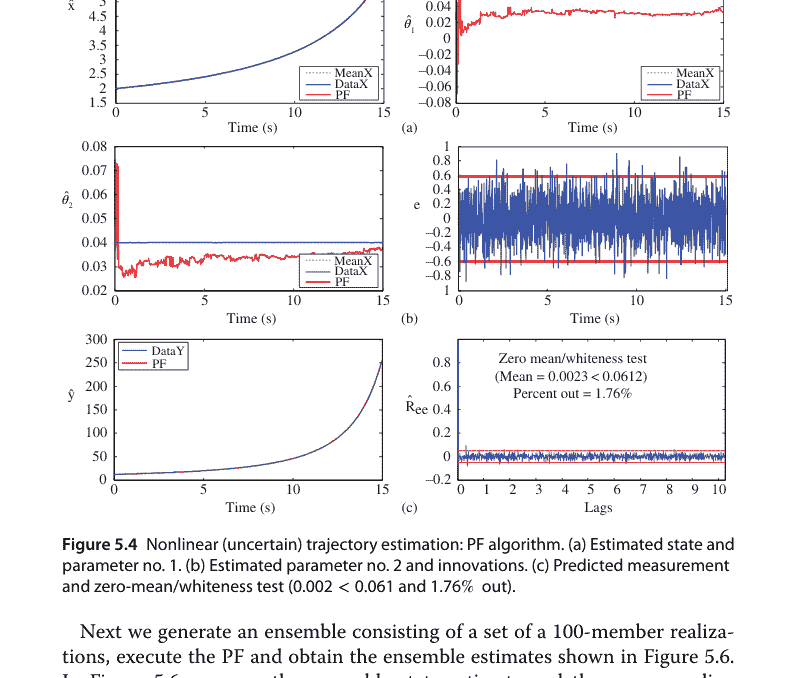 x̂
5
4.5
4
3.5
3
2.5
2
1.5
0
5
10
15
MeanX
DataX
PF
Time (s)
(a)
θ̂₁
0.04
0.02
0
−0.02
−0.04
−0.06
−0.08
0
5
10
15
MeanX
DataX
PF
Time (s)
θ̂₂
0.08
0.07
0.06
0.05
0.04
0.03
0.02
0
5
10
15
MeanX
DataX
PF
Time (s)
(b)
e
1
0.8
0.6
0.4
0.2
0
−0.2
−0.4
−0.6
−0.8
1
0
5
10
15
Time (s)
ŷ
300
250
200
150
100
50
0
0
5
10
15
DataY
PF
Time (s)
(c)
R̂ee
0.8
0.6
0.4
0.2
0
−0.2
0 1 2 3 4 5 6 7 8 9 10
Zero mean/whiteness test
(Mean = 0.0023 < 0.0612)
Percent out = 1.76%
Lags
Figure 5.4 Nonlinear (uncertain) trajectory estimation: PF algorithm. (a) Estimated state and
parameter no. 1. (b) Estimated parameter no. 2 and innovations. (c) Predicted measurement
and zero-mean/whiteness test (0.002 < 0.061 and 1.76% out).
Next we generate an ensemble consisting of a set of a 100-member realiza-
tions, execute the PF and obtain the ensemble estimates shown in Figure 5.6.